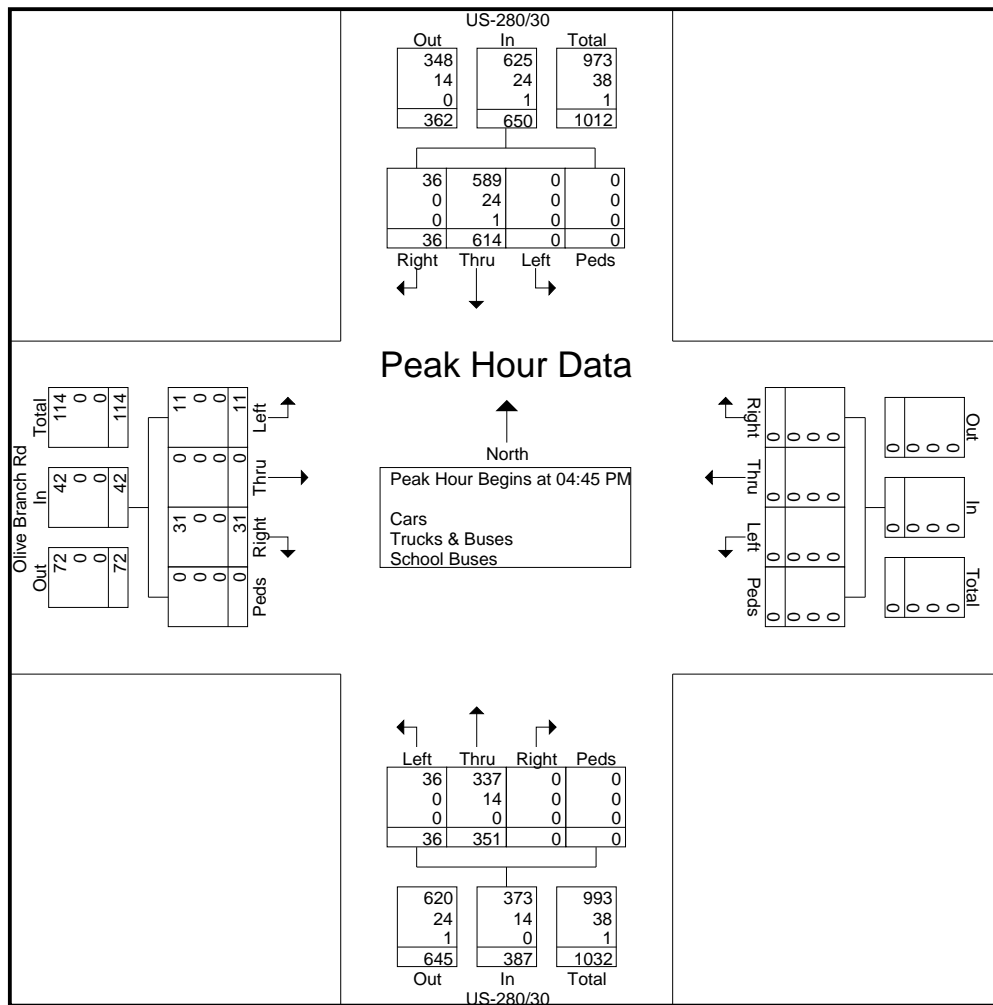 US-280/30
Out In Total
348 625 973
14 24 38
0 1 1
362 650 1012
36 589 0 0
0 24 0 0
0 1 0 0
36 614 0 0
Right Thru Left Peds
Peak Hour Data
North
Peak Hour Begins at 04:45 PM
Cars
Trucks & Buses
School Buses
Olive Branch Rd
Total
114 0 0 114
In
42 0 0 42
Out
72 0 0 72
11 0 0 11
Left
0 0 0 0
Thru
31 0 0 31
Right
0 0 0 0
Peds
Right
0 0 0 0
Thru
0 0 0 0
Left
0 0 0 0
Peds
0 0 0 0
Out
0 0 0 0
In
0 0 0 0
Total
0 0 0 0
Left Thru Right Peds
36 337 0 0
0 14 0 0
0 0 0 0
36 351 0 0
620 373 993
24 14 38
1 0 1
645 387 1032
Out In Total
US-280/30